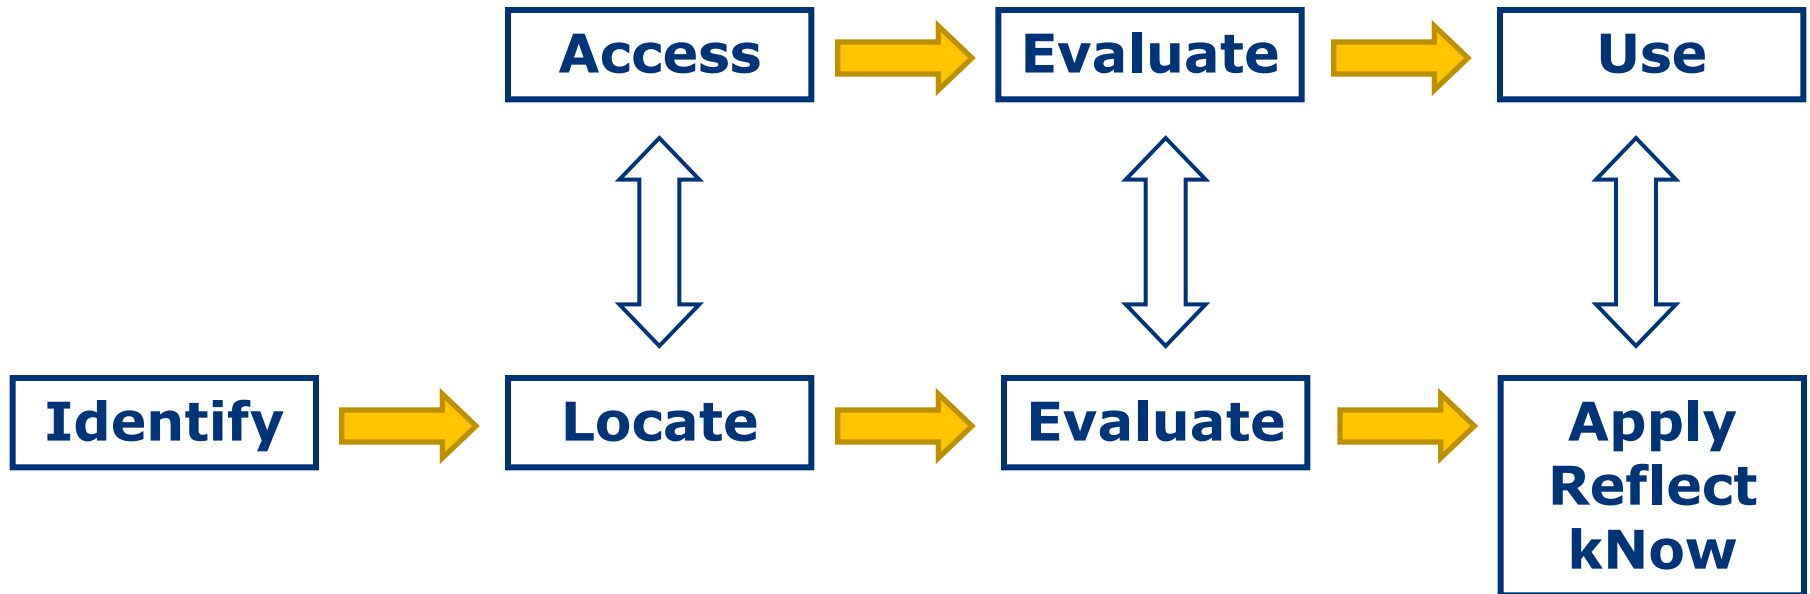 Access
Evaluate
Use
Identify
Locate
Evaluate
Apply
Reflect
kNow